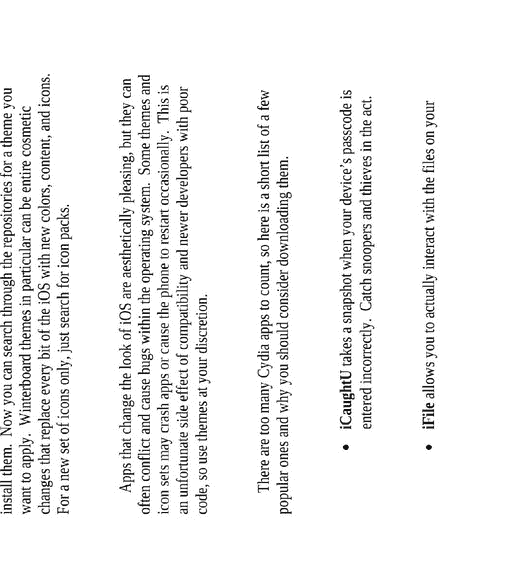 install them.  Now you can search through the repositories for a theme you
want to apply.  Winterboard themes in particular can be entire cosmetic
changes that replace every bit of the iOS with new colors, content, and icons.
For a new set of icons only, just search for icon packs.
Apps that change the look of iOS are aesthetically pleasing, but they can
often conflict and cause bugs within the operating system.  Some themes and
icon sets may crash apps or cause the phone to restart occasionally.  This is
an unfortunate side effect of compatibility and newer developers with poor
code, so use themes at your discretion.
There are too many Cydia apps to count, so here is a short list of a few
popular ones and why you should consider downloading them.
• iCaughtU takes a snapshot when your device's passcode is
entered incorrectly.  Catch snoopers and thieves in the act.
• iFile allows you to actually interact with the files on your